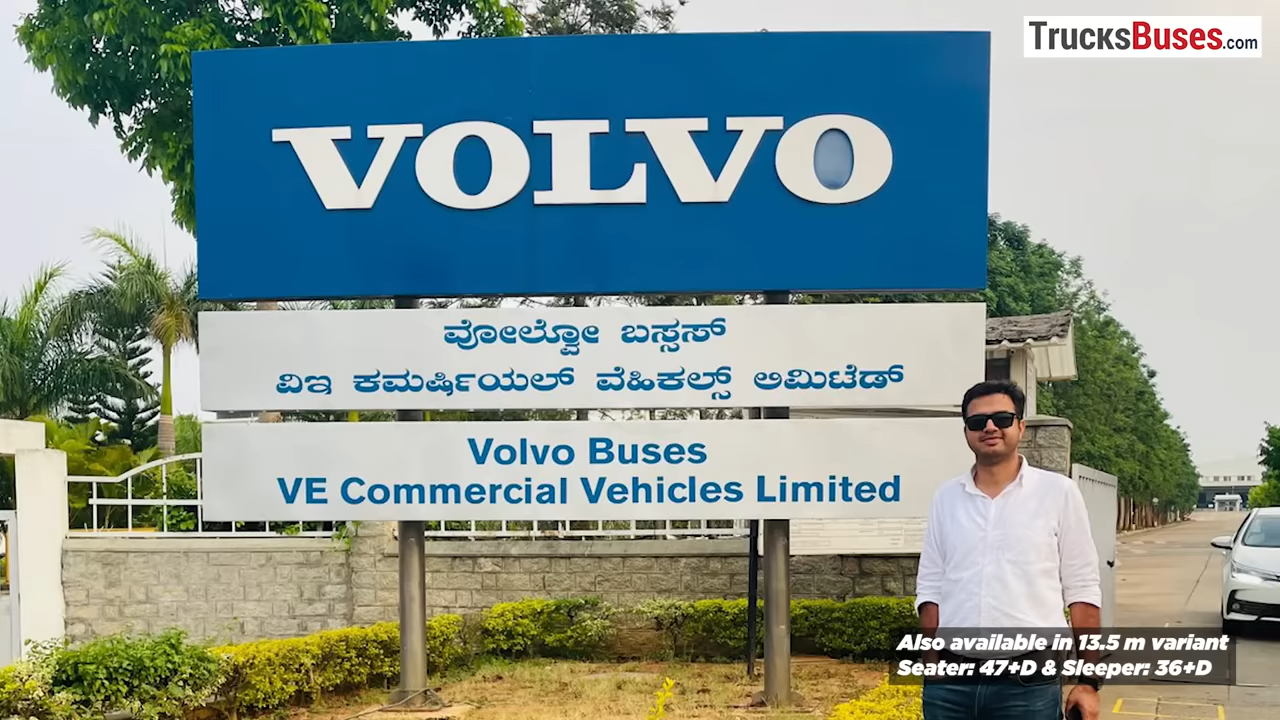 TrucksBuses.com
VOLVO
ವೋಲ್ವೋ ಬಸ್ಸಸ್
ವಿಇ ಕಮರ್ಷಿಯಲ್ ವೆಹಿಕಲ್ಸ್ ಲಿಮಿಟೆಡ್
Volvo Buses
VE Commercial Vehicles Limited
Also available in 13.5 m variant
Seater: 47+D & Sleeper: 36+D